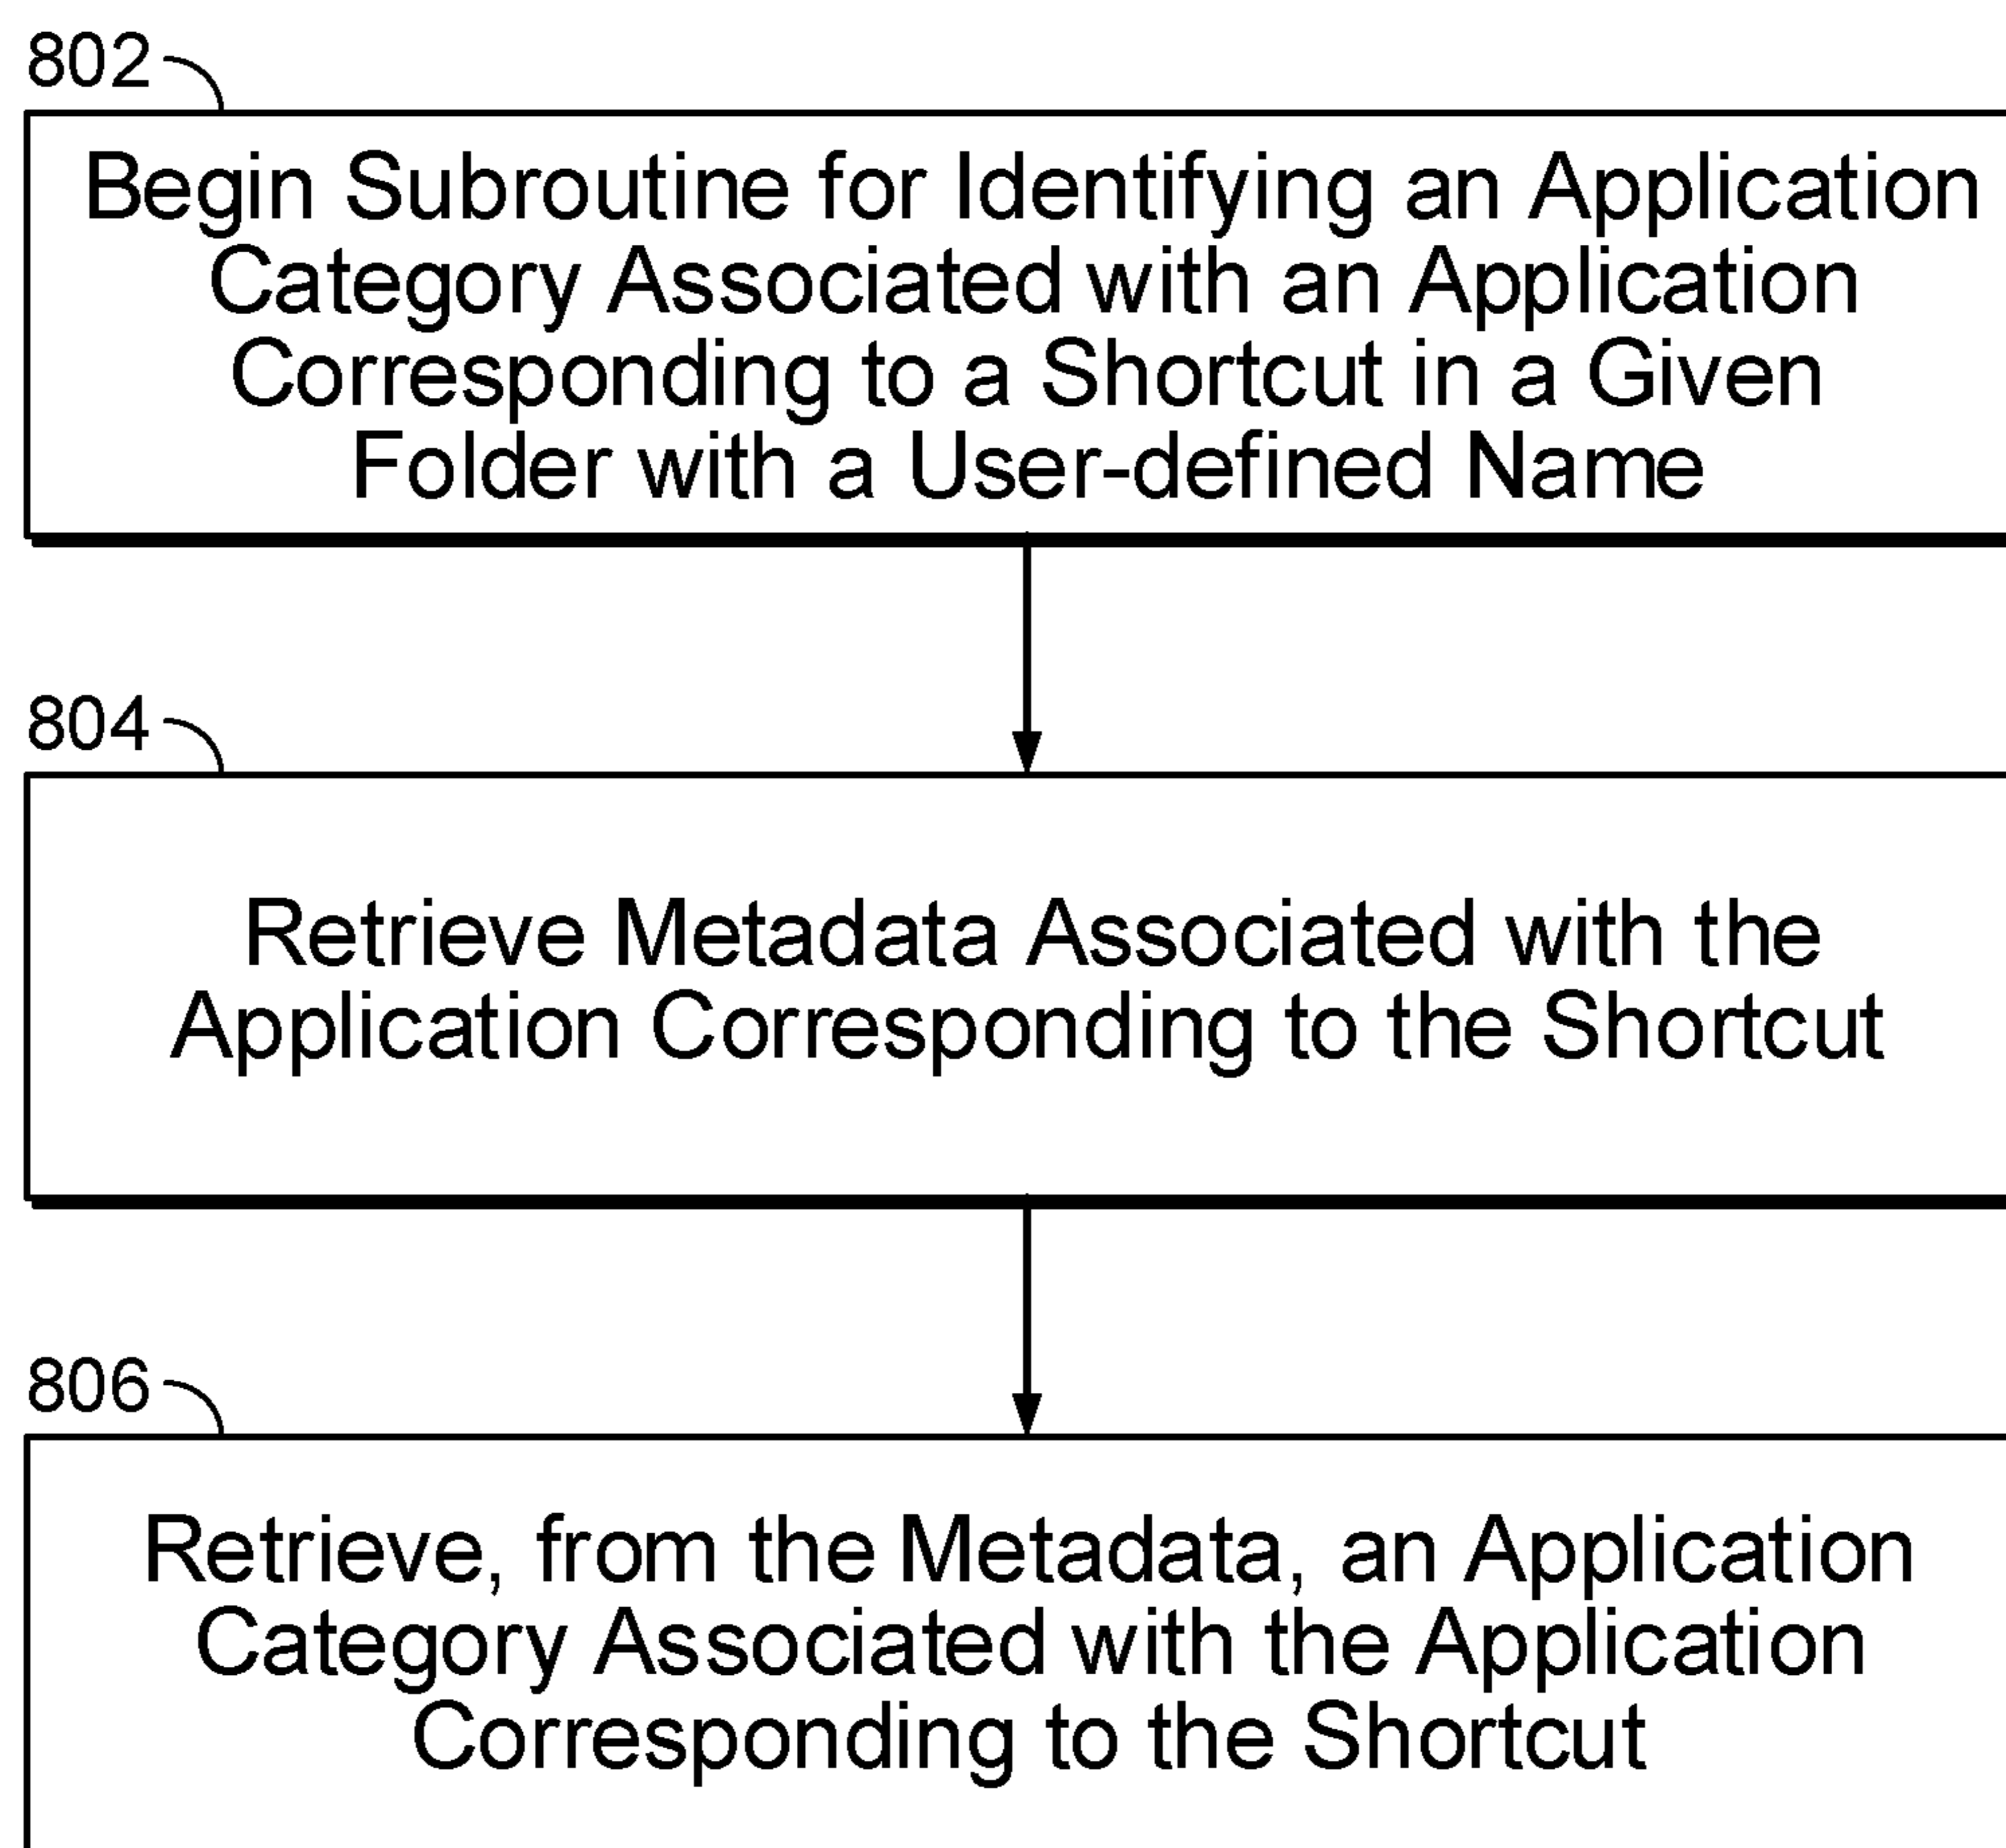 802
Begin Subroutine for Identifying an Application
Category Associated with an Application
Corresponding to a Shortcut in a Given
Folder with a User-defined Name
804
Retrieve Metadata Associated with the
Application Corresponding to the Shortcut
806
Retrieve, from the Metadata, an Application
Category Associated with the Application
Corresponding to the Shortcut